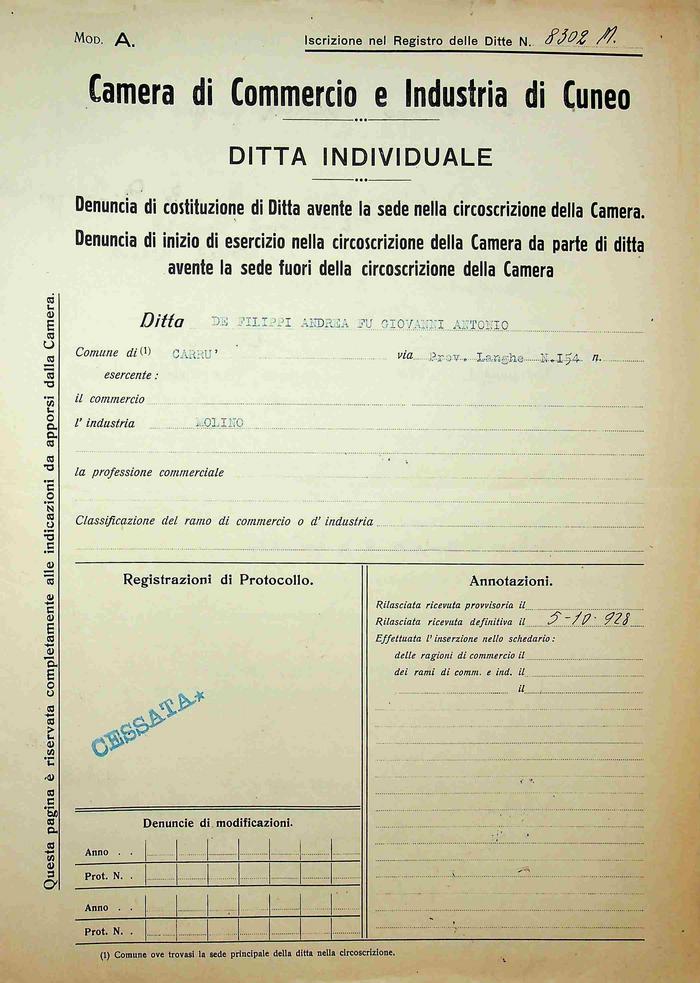 Mod. A.
Iscrizione nel Registro delle Ditte N. 8302 M.
Camera di Commercio e Industria di Cuneo
DITTA INDIVIDUALE
Denuncia di costituzione di Ditta avente la sede nella circoscrizione della Camera.
Denuncia di inizio di esercizio nella circoscrizione della Camera da parte di ditta
avente la sede fuori della circoscrizione della Camera
Ditta DE FILIPPI ANDREA FU GIOVANNI ANTONIO
Comune di (1) CARRU' via Prov. Langhe N.I54 n.
esercente :
il commercio
l' industria MOLINO
la professione commerciale
Classificazione del ramo di commercio o d' industria
Questa pagina è riservata completamente alle indicazioni da apporsi dalla Camera.
Registrazioni di Protocollo.
CESSATA*
Denuncie di modificazioni.
Anno . .
Prot. N. .
Anno . .
Prot. N. .
Annotazioni.
Rilasciata ricevuta provvisoria il
Rilasciata ricevuta definitiva il 5-10-928
Effettuata l' inserzione nello schedario :
delle ragioni di commercio il
dei rami di comm. e ind. il
il
(1) Comune ove trovasi la sede principale della ditta nella circoscrizione.